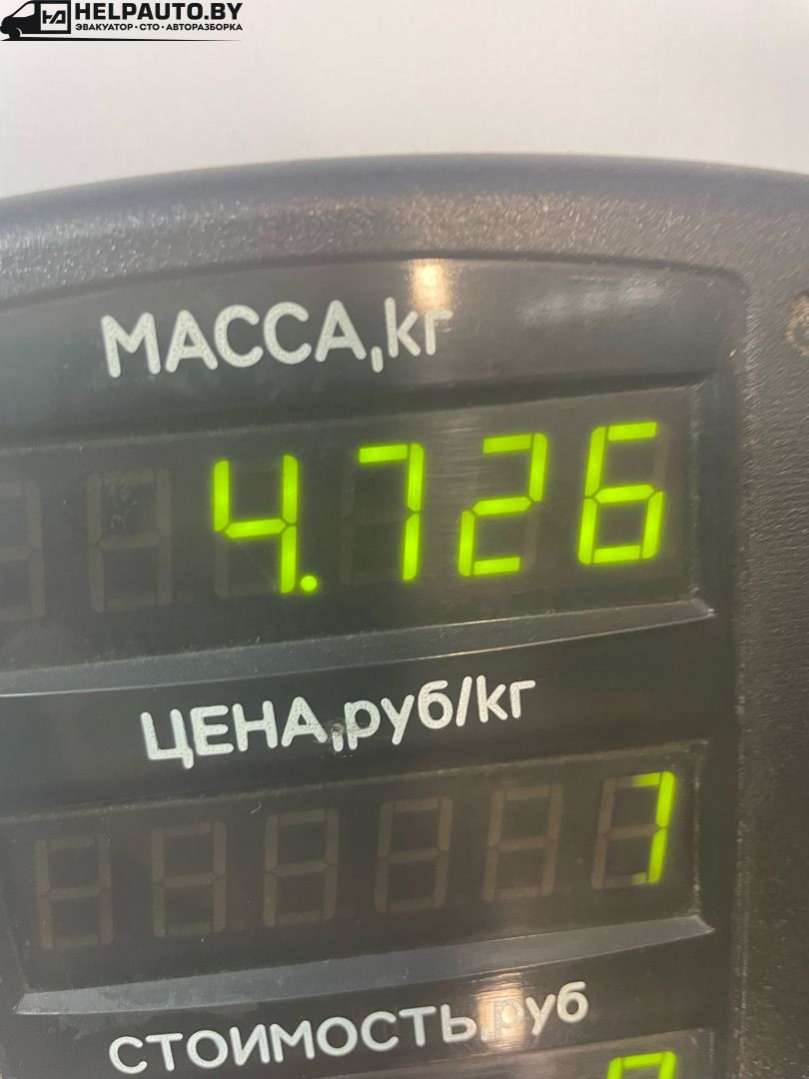 HELPAUTO.BY
ЭВАКУАТОР • СТО • АВТОРАЗБОРКА
МАССА,кг
4.726
ЦЕНА,руб/кг
7
СТОИМОСТЬ,руб